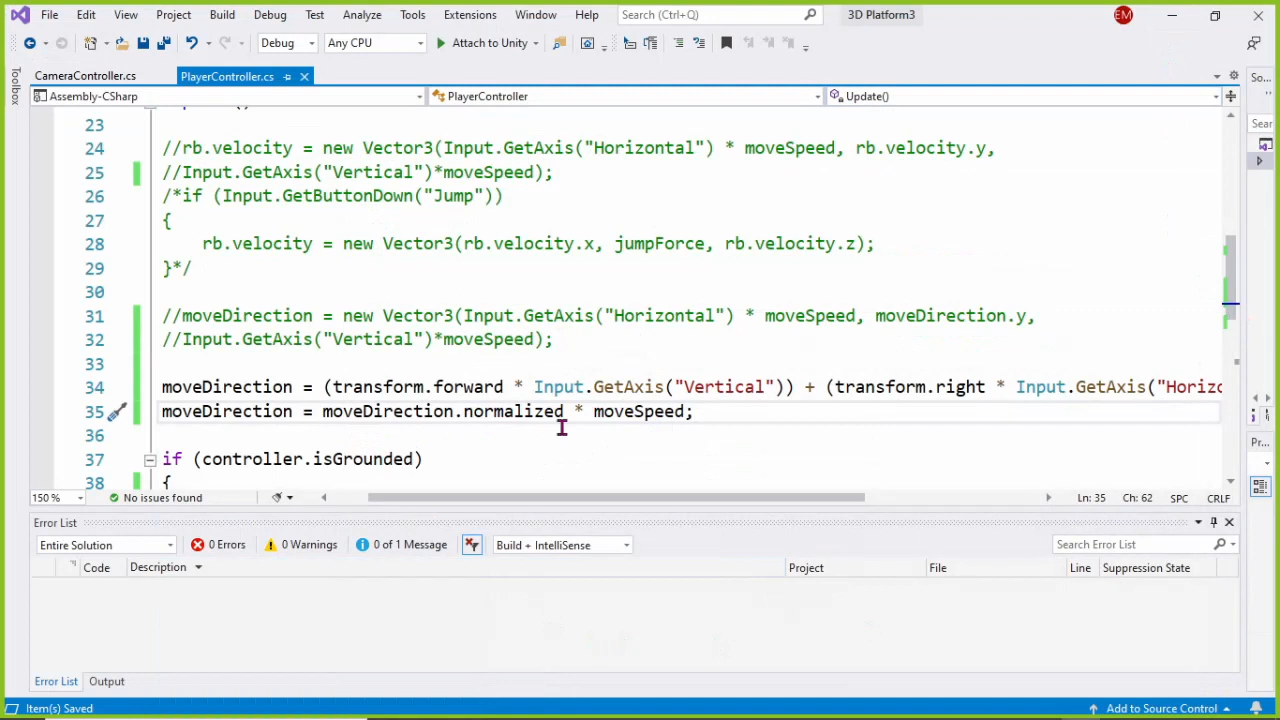 File Edit View Project Build Debug Test Analyze Tools Extensions Window Help Search (Ctrl+Q) 3D Platform3 EM
Debug Any CPU Attach to Unity
Toolbox
CameraController.cs PlayerController.cs So...
Assembly-CSharp PlayerController Update()
23
24 //rb.velocity = new Vector3(Input.GetAxis("Horizontal") * moveSpeed, rb.velocity.y,
25 //Input.GetAxis("Vertical")*moveSpeed);
26 /*if (Input.GetButtonDown("Jump"))
27 {
28 rb.velocity = new Vector3(rb.velocity.x, jumpForce, rb.velocity.z);
29 }*/
30
31 //moveDirection = new Vector3(Input.GetAxis("Horizontal") * moveSpeed, moveDirection.y,
32 //Input.GetAxis("Vertical")*moveSpeed);
33
34 moveDirection = (transform.forward * Input.GetAxis("Vertical")) + (transform.right * Input.GetAxis("Horizo
35 moveDirection = moveDirection.normalized * moveSpeed;
36
37 if (controller.isGrounded)
38 {
Sear
Pr...
150 % No issues found Ln: 35 Ch: 62 SPC CRLF
Error List
Entire Solution 0 Errors 0 Warnings 0 of 1 Message Build + IntelliSense Search Error List
Code Description Project File Line Suppression State
Error List Output
Item(s) Saved Add to Source Control